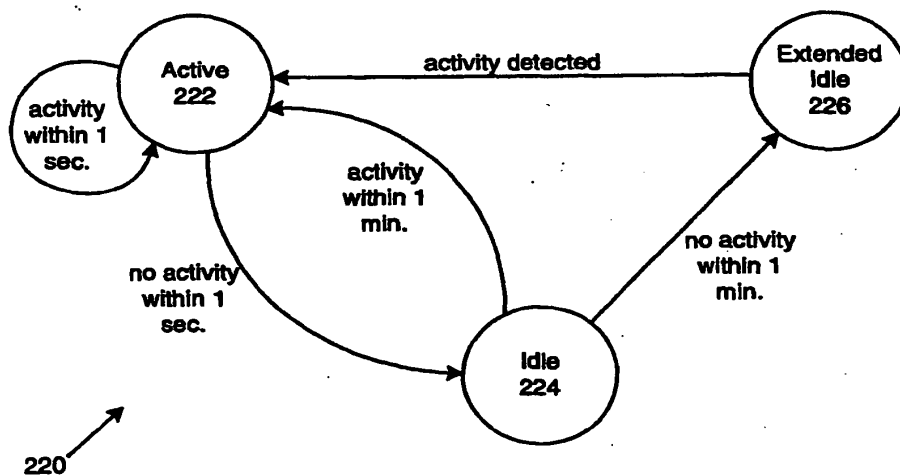 Active
222
activity detected
Extended
Idle
226
activity
within 1
sec.
activity
within 1
min.
no activity
within 1
sec.
no activity
within 1
min.
Idle
224
220